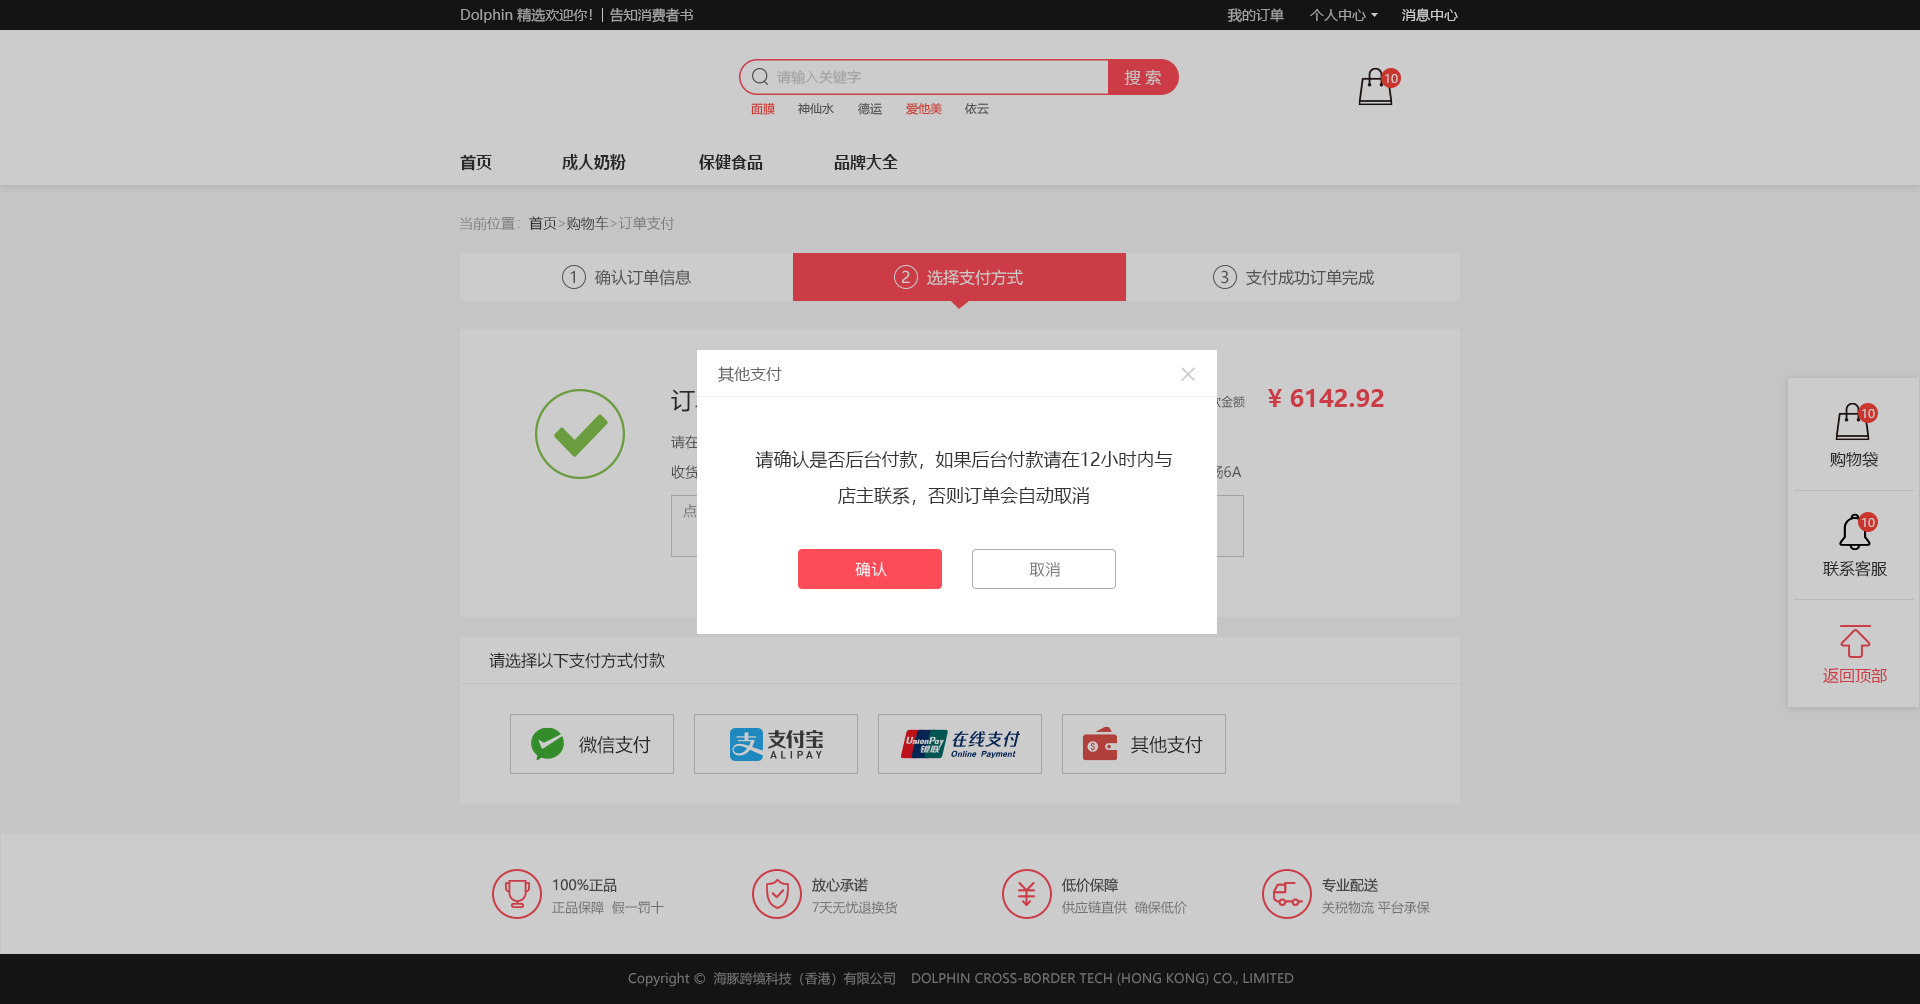 Dolphin 精选欢迎你！| 告知消费者书
我的订单 个人中心 消息中心
请输入关键字 搜 索
10
面膜 神仙水 德运 爱他美 依云
首页 成人奶粉 保健食品 品牌大全
当前位置：首页>购物车>订单支付
1 确认订单信息 2 选择支付方式 3 支付成功订单完成
其他支付
金额 ¥ 6142.92
请在
收货
6A
点
请确认是否后台付款，如果后台付款请在12小时内与
店主联系，否则订单会自动取消
确认 取消
10
购物袋
10
联系客服
返回顶部
请选择以下支付方式付款
微信支付
支 支付宝
ALIPAY
UnionPay 银联 在线支付
Online Payment
$ 其他支付
100%正品
正品保障 假一罚十
放心承诺
7天无忧退换货
低价保障
供应链直供 确保低价
专业配送
关税物流 平台承保
Copyright © 海豚跨境科技（香港）有限公司 DOLPHIN CROSS-BORDER TECH (HONG KONG) CO., LIMITED